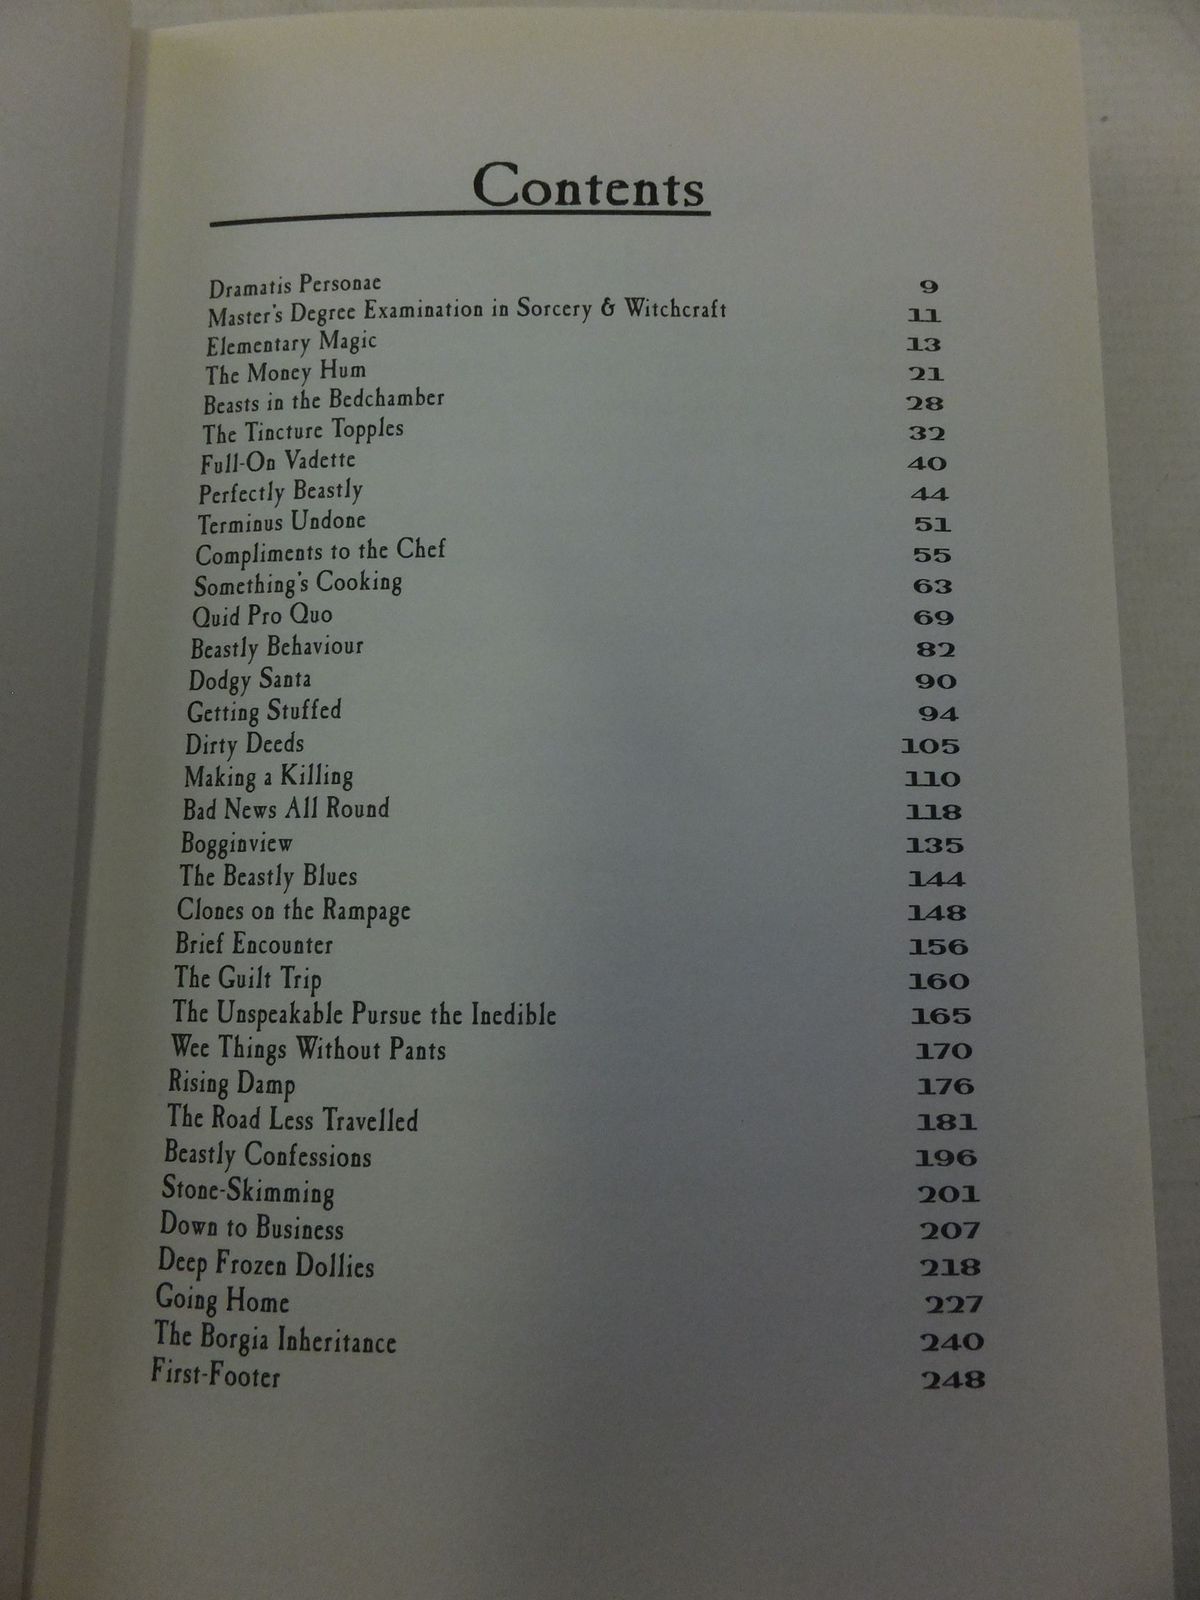 Contents
Dramatis Personae 9
Master's Degree Examination in Sorcery & Witchcraft 11
Elementary Magic 13
The Money Hum 21
Beasts in the Bedchamber 28
The Tincture Topples 32
Full-On Vadette 40
Perfectly Beastly 44
Terminus Undone 51
Compliments to the Chef 55
Something's Cooking 63
Quid Pro Quo 69
Beastly Behaviour 82
Dodgy Santa 90
Getting Stuffed 94
Dirty Deeds 105
Making a Killing 110
Bad News All Round 118
Bogginview 135
The Beastly Blues 144
Clones on the Rampage 148
Brief Encounter 156
The Guilt Trip 160
The Unspeakable Pursue the Inedible 165
Wee Things Without Pants 170
Rising Damp 176
The Road Less Travelled 181
Beastly Confessions 196
Stone-Skimming 201
Down to Business 207
Deep Frozen Dollies 218
Going Home 227
The Borgia Inheritance 240
First-Footer 248